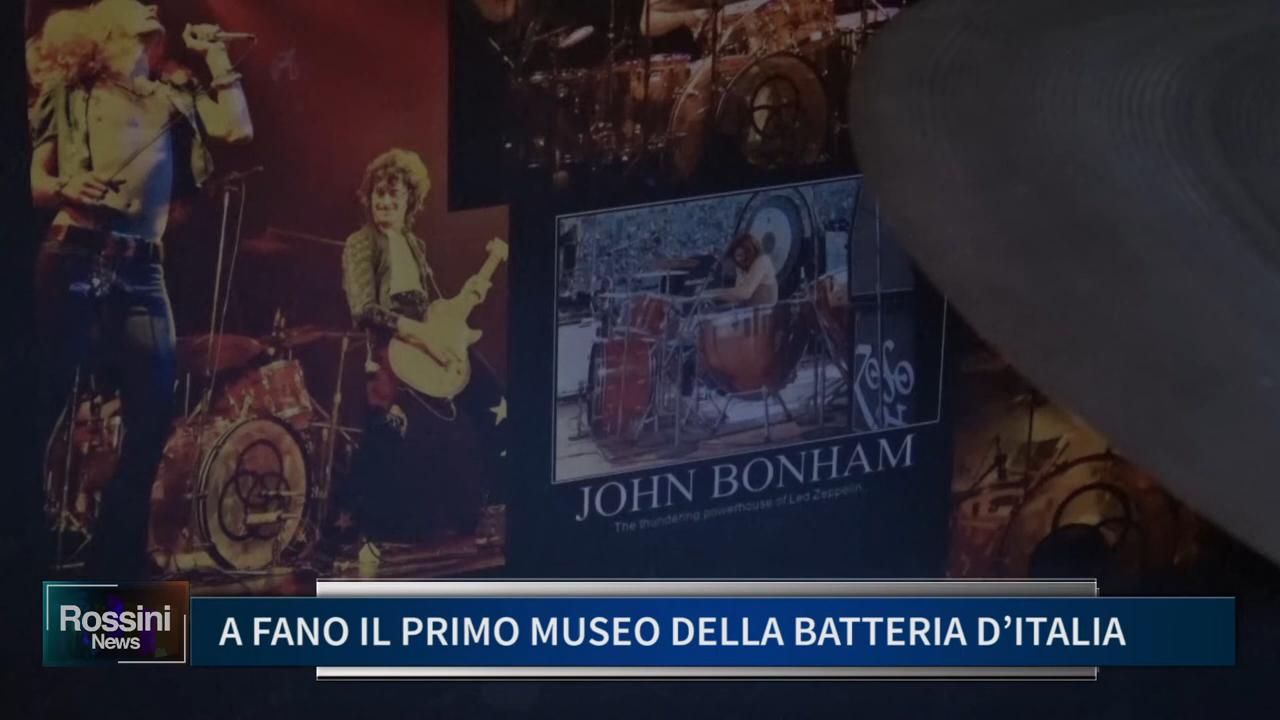 JOHN BONHAM
The thundering powerhouse of Led Zeppelin..
Rossini
News
A FANO IL PRIMO MUSEO DELLA BATTERIA D’ITALIA